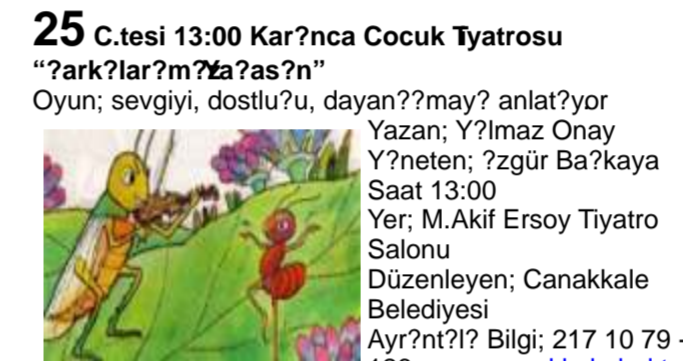 25 C.tesi 13:00 Kar?nca Cocuk Tyatrosu
“?ark?lar?m?Ya?as?n”
Oyun; sevgiyi, dostlu?u, dayan??may? anlat?yor
Yazan; Y?lmaz Onay
Y?neten; ?zgür Ba?kaya
Saat 13:00
Yer; M.Akif Ersoy Tiyatro
Salonu
Düzenleyen; Canakkale
Belediyesi
Ayr?nt?l? Bilgi; 217 10 79 -